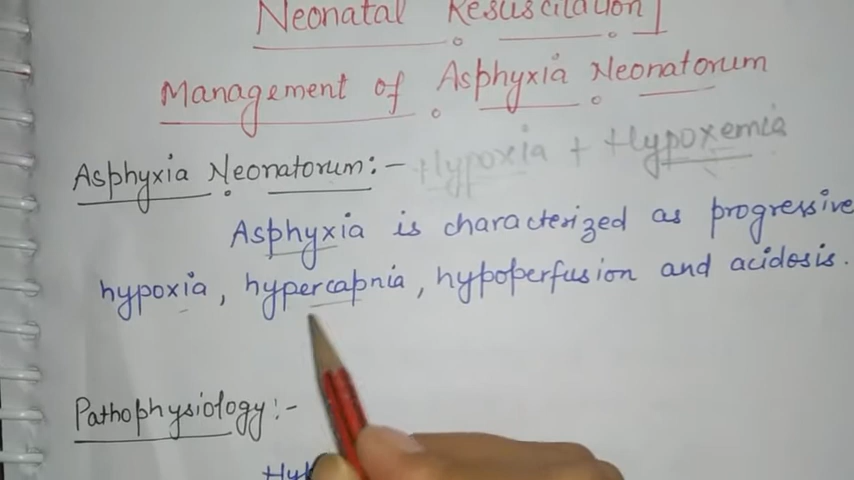 Neonatal Resuscitation
Management of Asphyxia Neonatorum
Asphyxia Neonatorum:- Hypoxia + Hypoxemia
Asphyxia is characterized as progressive
hypoxia, hypercapnia, hypoperfusion and acidosis.
Pathophysiology:-